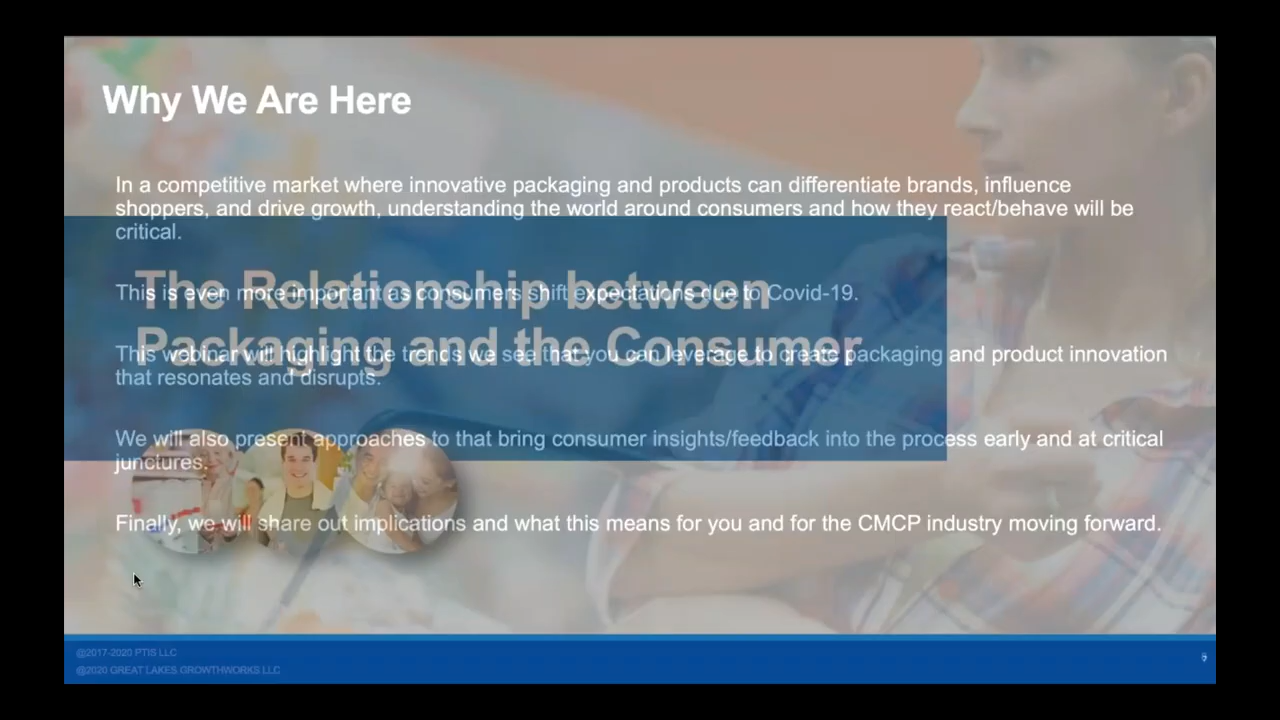 Why We Are Here
In a competitive market where innovative packaging and products can differentiate brands, influence
shoppers, and drive growth, understanding the world around consumers and how they react/behave will be
critical.
The Relationship between
This is even more important as consumers shift expectations due to Covid-19.
Packaging and the Consumer
This webinar will highlight the trends we see that you can leverage to create packaging and product innovation
that resonates and disrupts.
We will also present approaches to that bring consumer insights/feedback into the process early and at critical
junctures.
Finally, we will share out implications and what this means for you and for the CMCP industry moving forward.
@2017-2020 PTIS LLC
@2020 GREAT LAKES GROWTHWORKS LLC